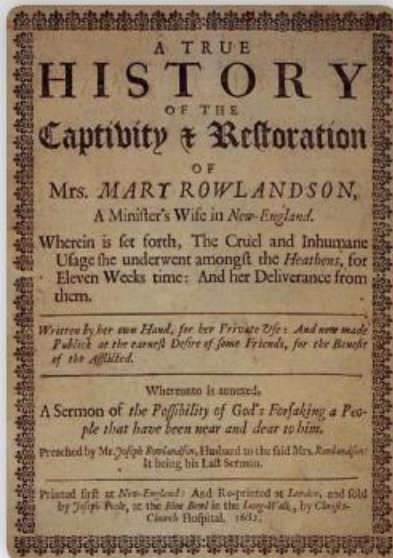 A TRUE
HISTORY
OF THE
Captivity & Reſtoration
OF
Mrs. MARY ROWLANDSON,
A Miniſter's Wife in New-England.
Wherein is ſet forth, The Cruel and Inhumane
Uſage ſhe underwent amongſt the Heathens, for
Eleven Weeks time: And her Deliverance from
them.
Written by her own Hand, for her Private Uſe: And now made
Publick at the earneſt Deſire of ſome Friends, for the Benefit
of the Afflicted.
Whereunto is annexed,
A Sermon of the Poſſibility of God's Forſaking a Peo-
ple that have been near and dear to him.
Preached by Mr. Joſeph Rowlandſon, Husband to the ſaid Mrs. Rowlandſon:
It being his Laſt Sermon.
Printed firſt at New-England: And Re-printed at London, and ſold
by Joſeph Poole, at the Blue Bowl in the Long-Walk, by Chriſts-
Church Hospital. 1682.